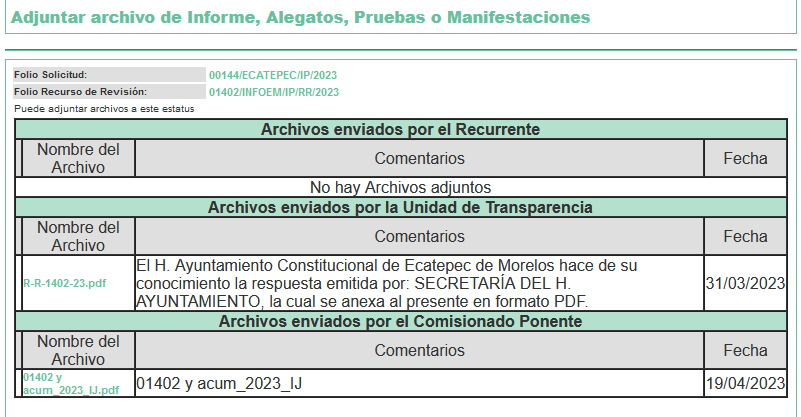 Adjuntar archivo de Informe, Alegatos, Pruebas o Manifestaciones
Folio Solicitud: 00144/ECATEPEC/IP/2023
Folio Recurso de Revisión: 01402/INFOEM/IP/RR/2023
Puede adjuntar archivos a este estatus
Archivos enviados por el Recurrente
Nombre del
Archivo
Comentarios
Fecha
No hay Archivos adjuntos
Archivos enviados por la Unidad de Transparencia
Nombre del
Archivo
Comentarios
Fecha
R-R-1402-23.pdf
El H. Ayuntamiento Constitucional de Ecatepec de Morelos hace de su
conocimiento la respuesta emitida por: SECRETARÍA DEL H.
AYUNTAMIENTO, la cual se anexa al presente en formato PDF.
31/03/2023
Archivos enviados por el Comisionado Ponente
Nombre del
Archivo
Comentarios
Fecha
01402 y
acum_2023_IJ.pdf
01402 y acum_2023_IJ
19/04/2023